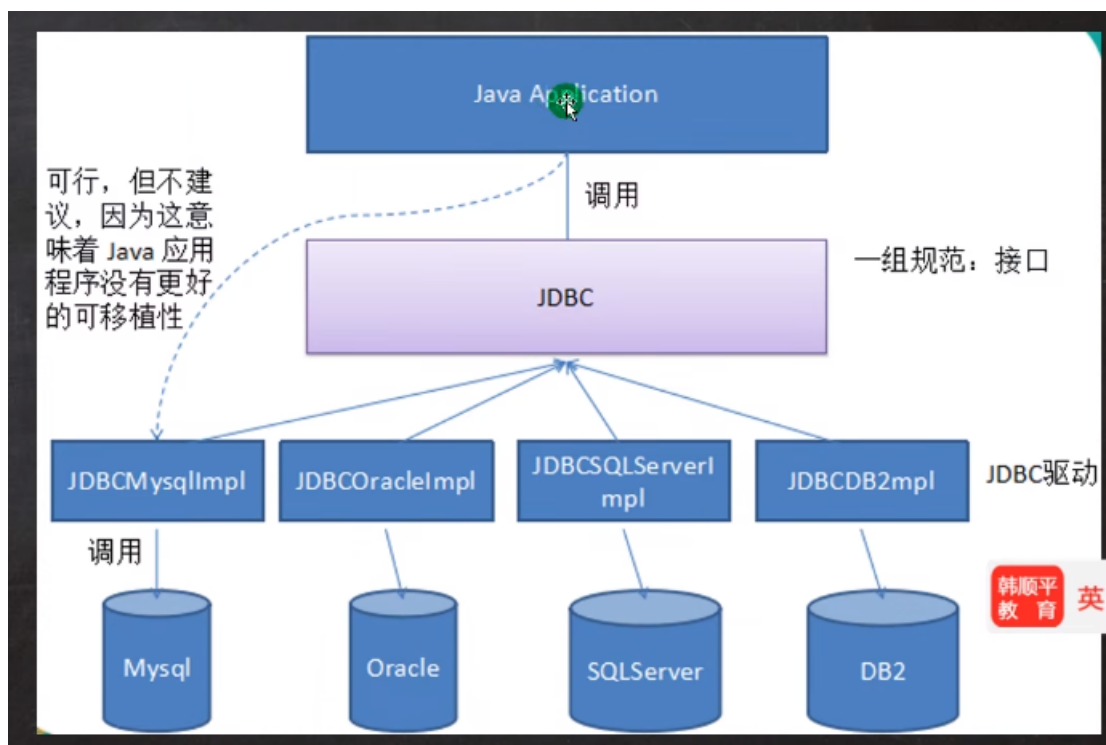 Java Application
可行，但不建
议，因为这意
味着 Java 应用
程序没有更好
的可移植性
调用
一组规范：接口
JDBC
JDBCMysqlImpl
JDBCOracleImpl
JDBCSQLServerI
mpl
JDBCDB2mpl
JDBC驱动
调用
韩顺平
教 育
英
Mysql
Oracle
SQLServer
DB2